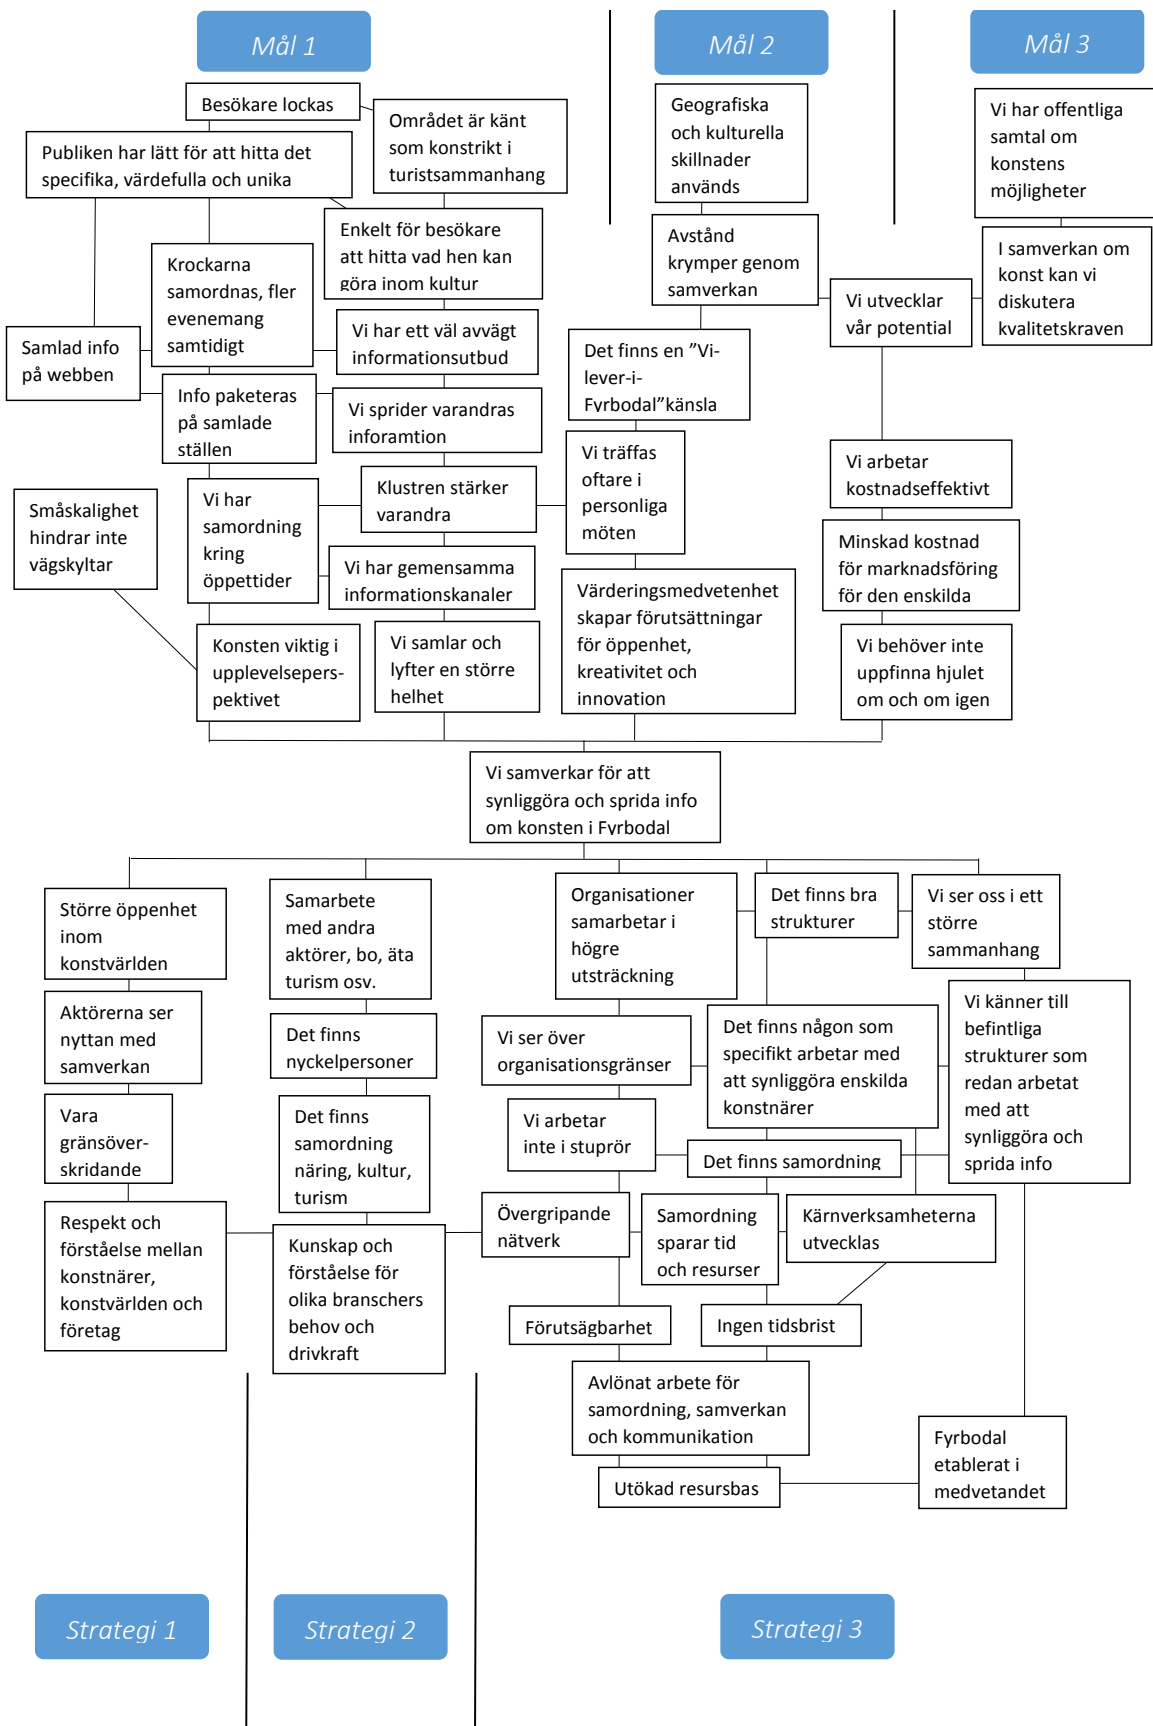 Mål 1
Mål 2
Mål 3
Besökare lockas
Området är känt
som konstrikt i
turistsammanhang
Publiken har lätt för att hitta det
specifika, värdefulla och unika
Enkelt för besökare
att hitta vad hen kan
göra inom kultur
Krockarna
samordnas, fler
evenemang
samtidigt
Samlad info
på webben
Vi har ett väl avvägt
informationsutbud
Info paketeras
på samlade
ställen
Vi sprider varandras
inforamtion
Småskalighet
hindrar inte
vägskyltar
Vi har
samordning
kring
öppettider
Klustren stärker
varandra
Vi har gemensamma
informationskanaler
Konsten viktig i
upplevelsepers-
pektivet
Vi samlar och
lyfter en större
helhet
Geografiska
och kulturella
skillnader
används
Avstånd
krymper genom
samverkan
Det finns en ”Vi-
lever-i-
Fyrbodal”känsla
Vi träffas
oftare i
personliga
möten
Värderingsmedvetenhet
skapar förutsättningar
för öppenhet,
kreativitet och
innovation
Vi har offentliga
samtal om
konstens
möjligheter
I samverkan om
konst kan vi
diskutera
kvalitetskraven
Vi utvecklar
vår potential
Vi arbetar
kostnadseffektivt
Minskad kostnad
för marknadsföring
för den enskilda
Vi behöver inte
uppfinna hjulet
om och om igen
Vi samverkar för att
synliggöra och sprida info
om konsten i Fyrbodal
Större öppenhet
inom
konstvärlden
Aktörerna ser
nyttan med
samverkan
Vara
gränsöver-
skridande
Respekt och
förståelse mellan
konstnärer,
konstvärlden och
företag
Samarbete
med andra
aktörer, bo, äta
turism osv.
Det finns
nyckelpersoner
Det finns
samordning
näring, kultur,
turism
Kunskap och
förståelse för
olika branschers
behov och
drivkraft
Organisationer
samarbetar i
högre
utsträckning
Det finns bra
strukturer
Vi ser oss i ett
större
sammanhang
Vi ser över
organisationsgränser
Det finns någon som
specifikt arbetar med
att synliggöra enskilda
konstnärer
Vi känner till
befintliga
strukturer som
redan arbetat
med att
synliggöra och
sprida info
Vi arbetar
inte i stuprör
Det finns samordning
Övergripande
nätverk
Samordning
sparar tid
och resurser
Kärnverksamheterna
utvecklas
Förutsägbarhet
Ingen tidsbrist
Avlönat arbete för
samordning, samverkan
och kommunikation
Utökad resursbas
Fyrbodal
etablerat i
medvetandet
Strategi 1
Strategi 2
Strategi 3